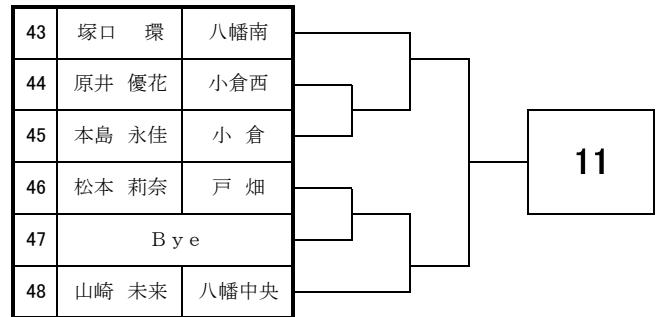 43 塚口　環 八幡南
44 原井 優花 小倉西
45 本島 永佳 小 倉
46 松本 莉奈 戸 畑
11
47 Ｂｙｅ
48 山崎 未来 八幡中央